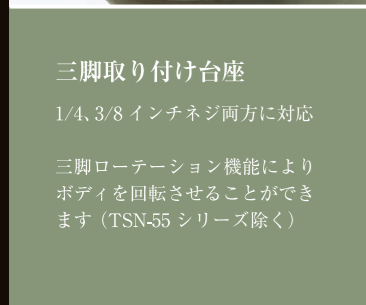 三脚取り付け台座
1/4、3/8 インチネジ両方に対応
三脚ローテーション機能により
ボディを回転させることができ
ます（TSN-55 シリーズ除く）